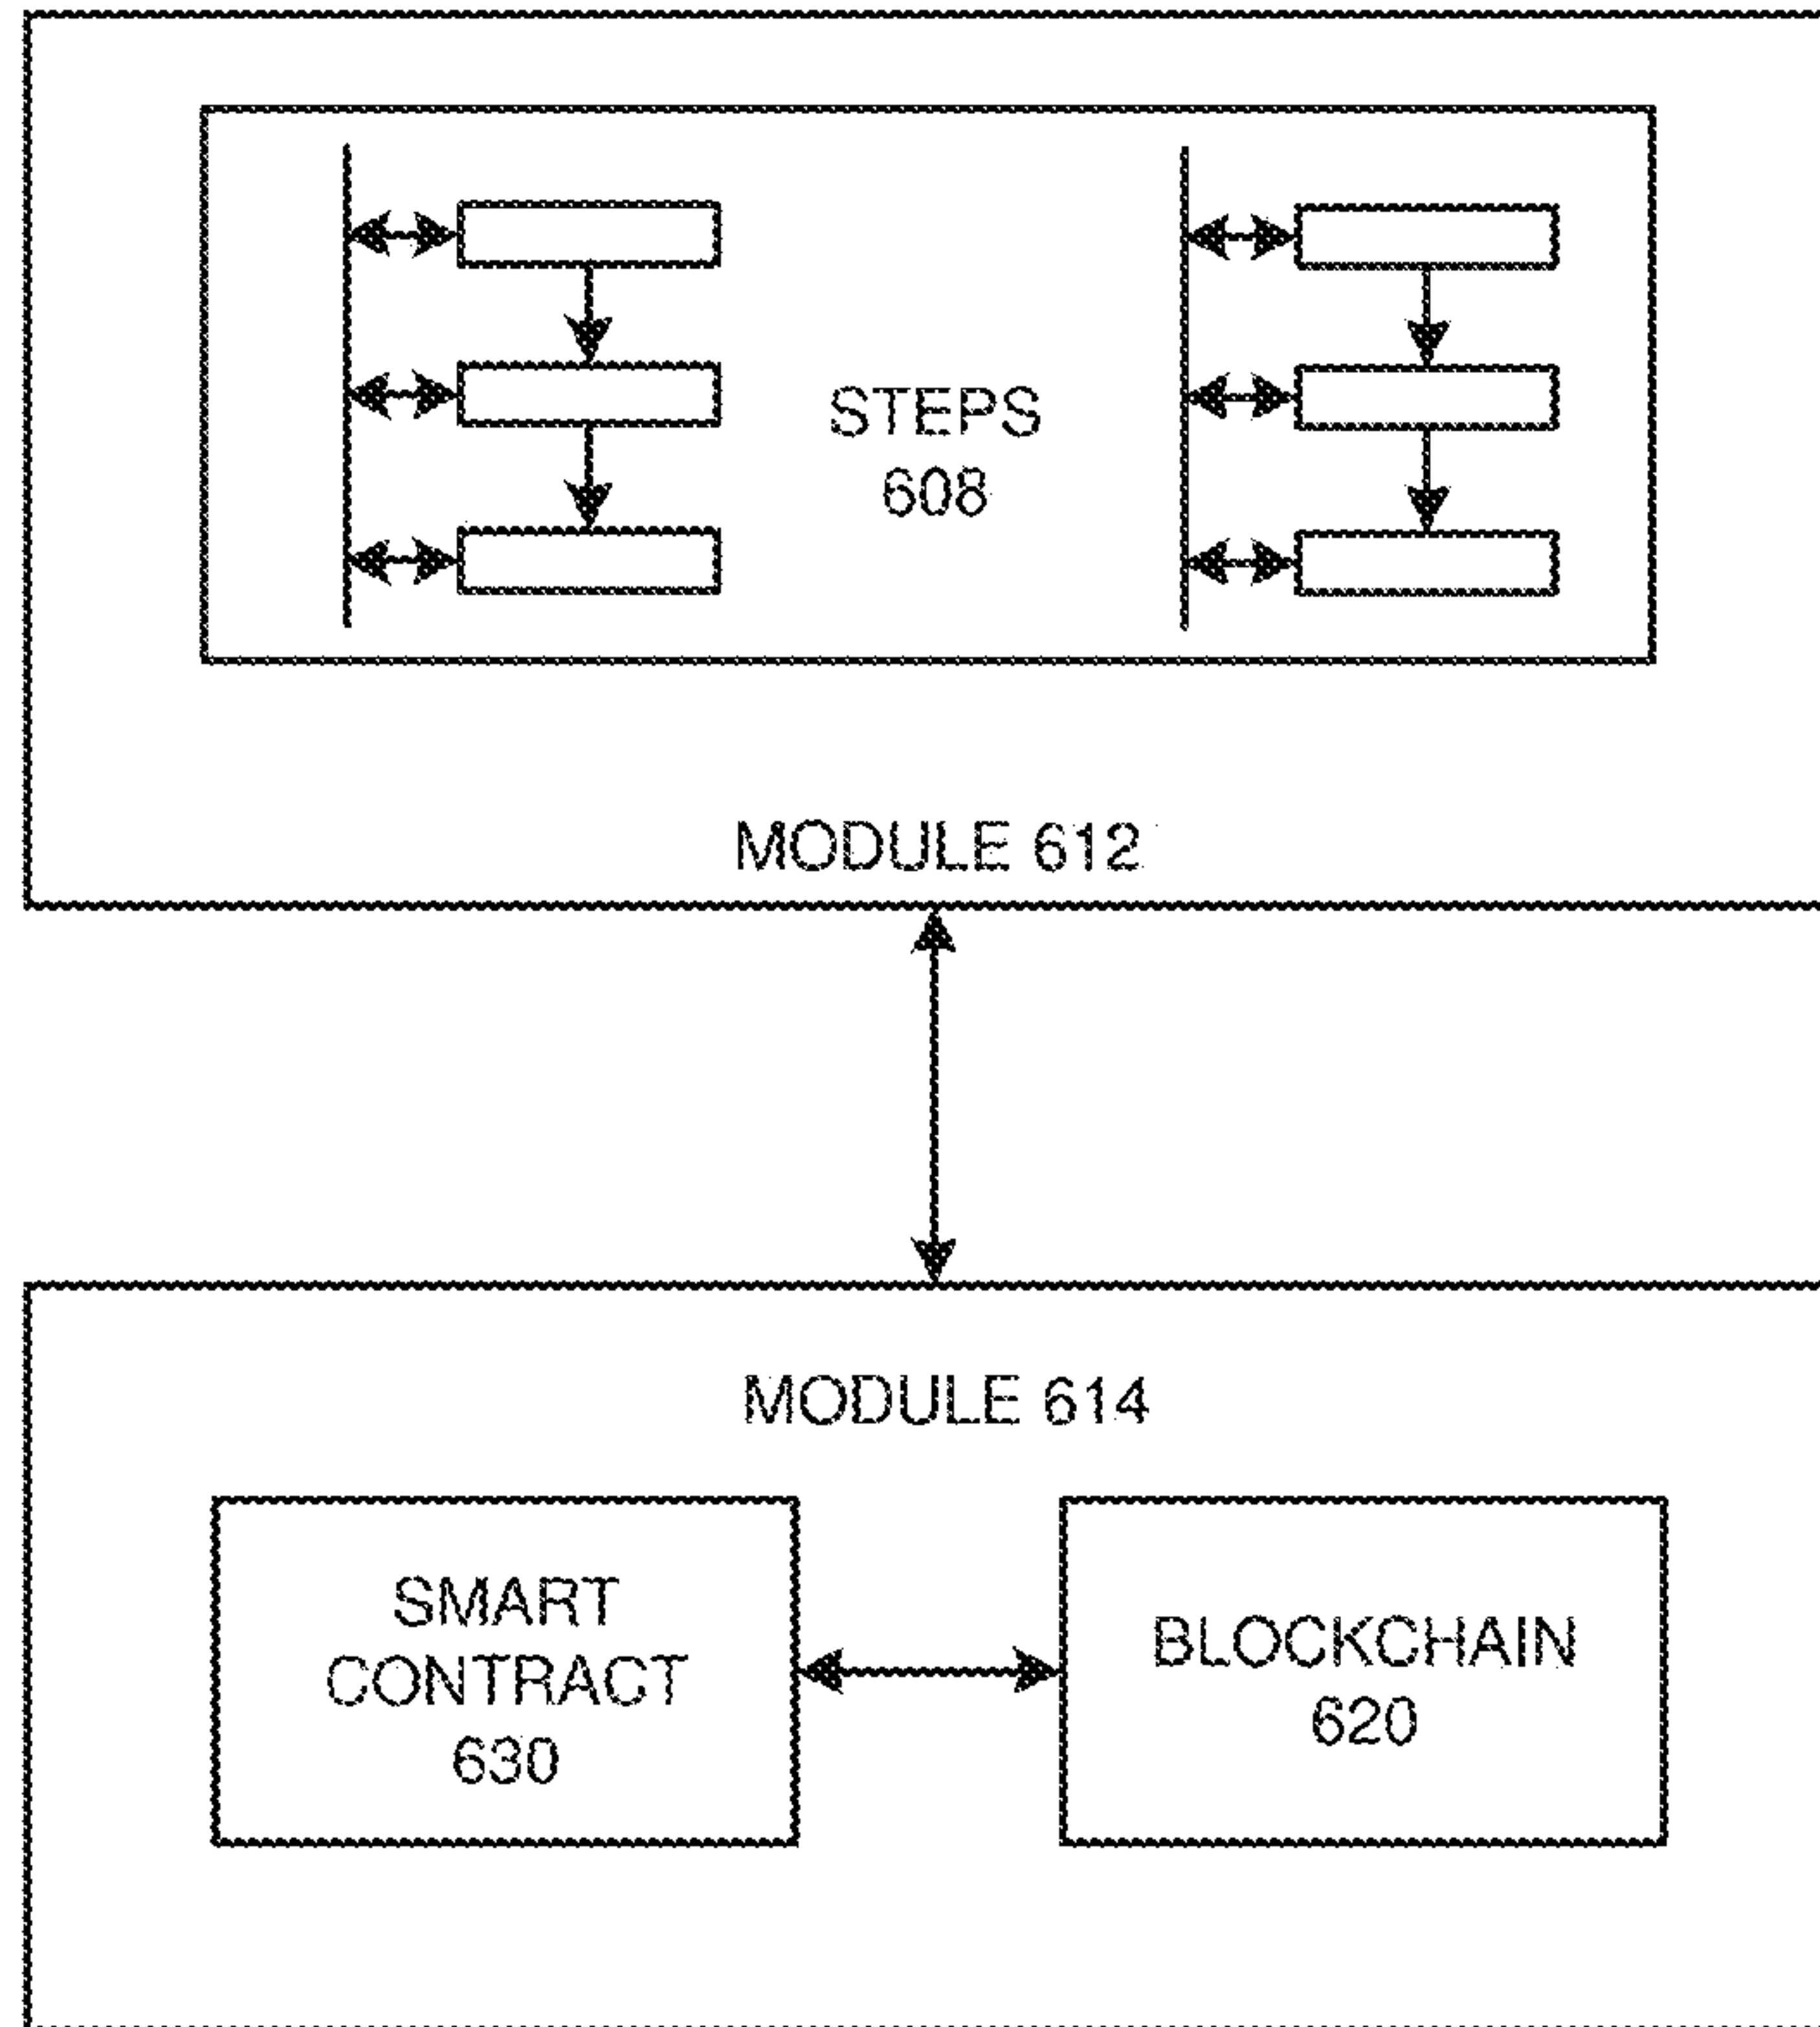 STEPS
608
MODULE 612
MODULE 614
SMART
CONTRACT
630
BLOCKCHAIN
620